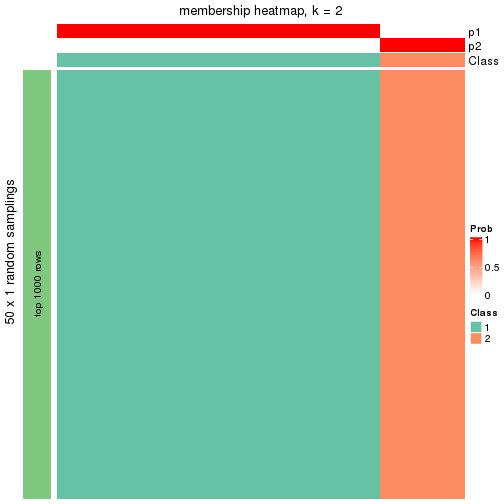 membership heatmap, k = 2
p1
p2
Class
50 x 1 random samplings
top 1000 rows
Prob
1
0.5
0
Class
1
2